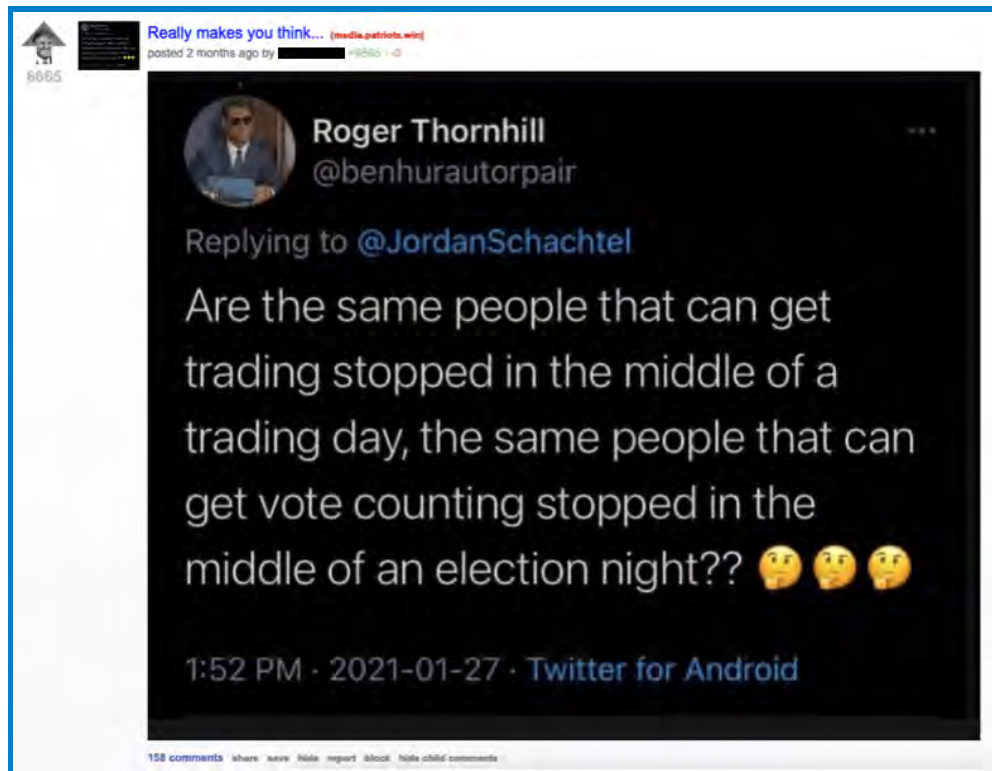 Really makes you think... (media.patriots.win)
posted 2 months ago by +6665 -0
6665
Roger Thornhill
@benhurautorpair
Replying to @JordanSchachtel
Are the same people that can get
trading stopped in the middle of a
trading day, the same people that can
get vote counting stopped in the
middle of an election night?? 🤔🤔🤔
1:52 PM · 2021-01-27 · Twitter for Android
158 comments share save hide report block hide child comments